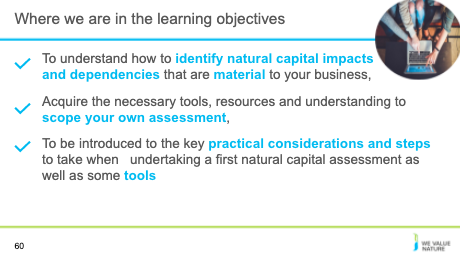 Where we are in the learning objectives
To understand how to identify natural capital impacts
and dependencies that are material to your business,
Acquire the necessary tools, resources and understanding to
scope your own assessment,
To be introduced to the key practical considerations and steps
to take when undertaking a first natural capital assessment as
well as some tools
60
WE VALUE
NATURE